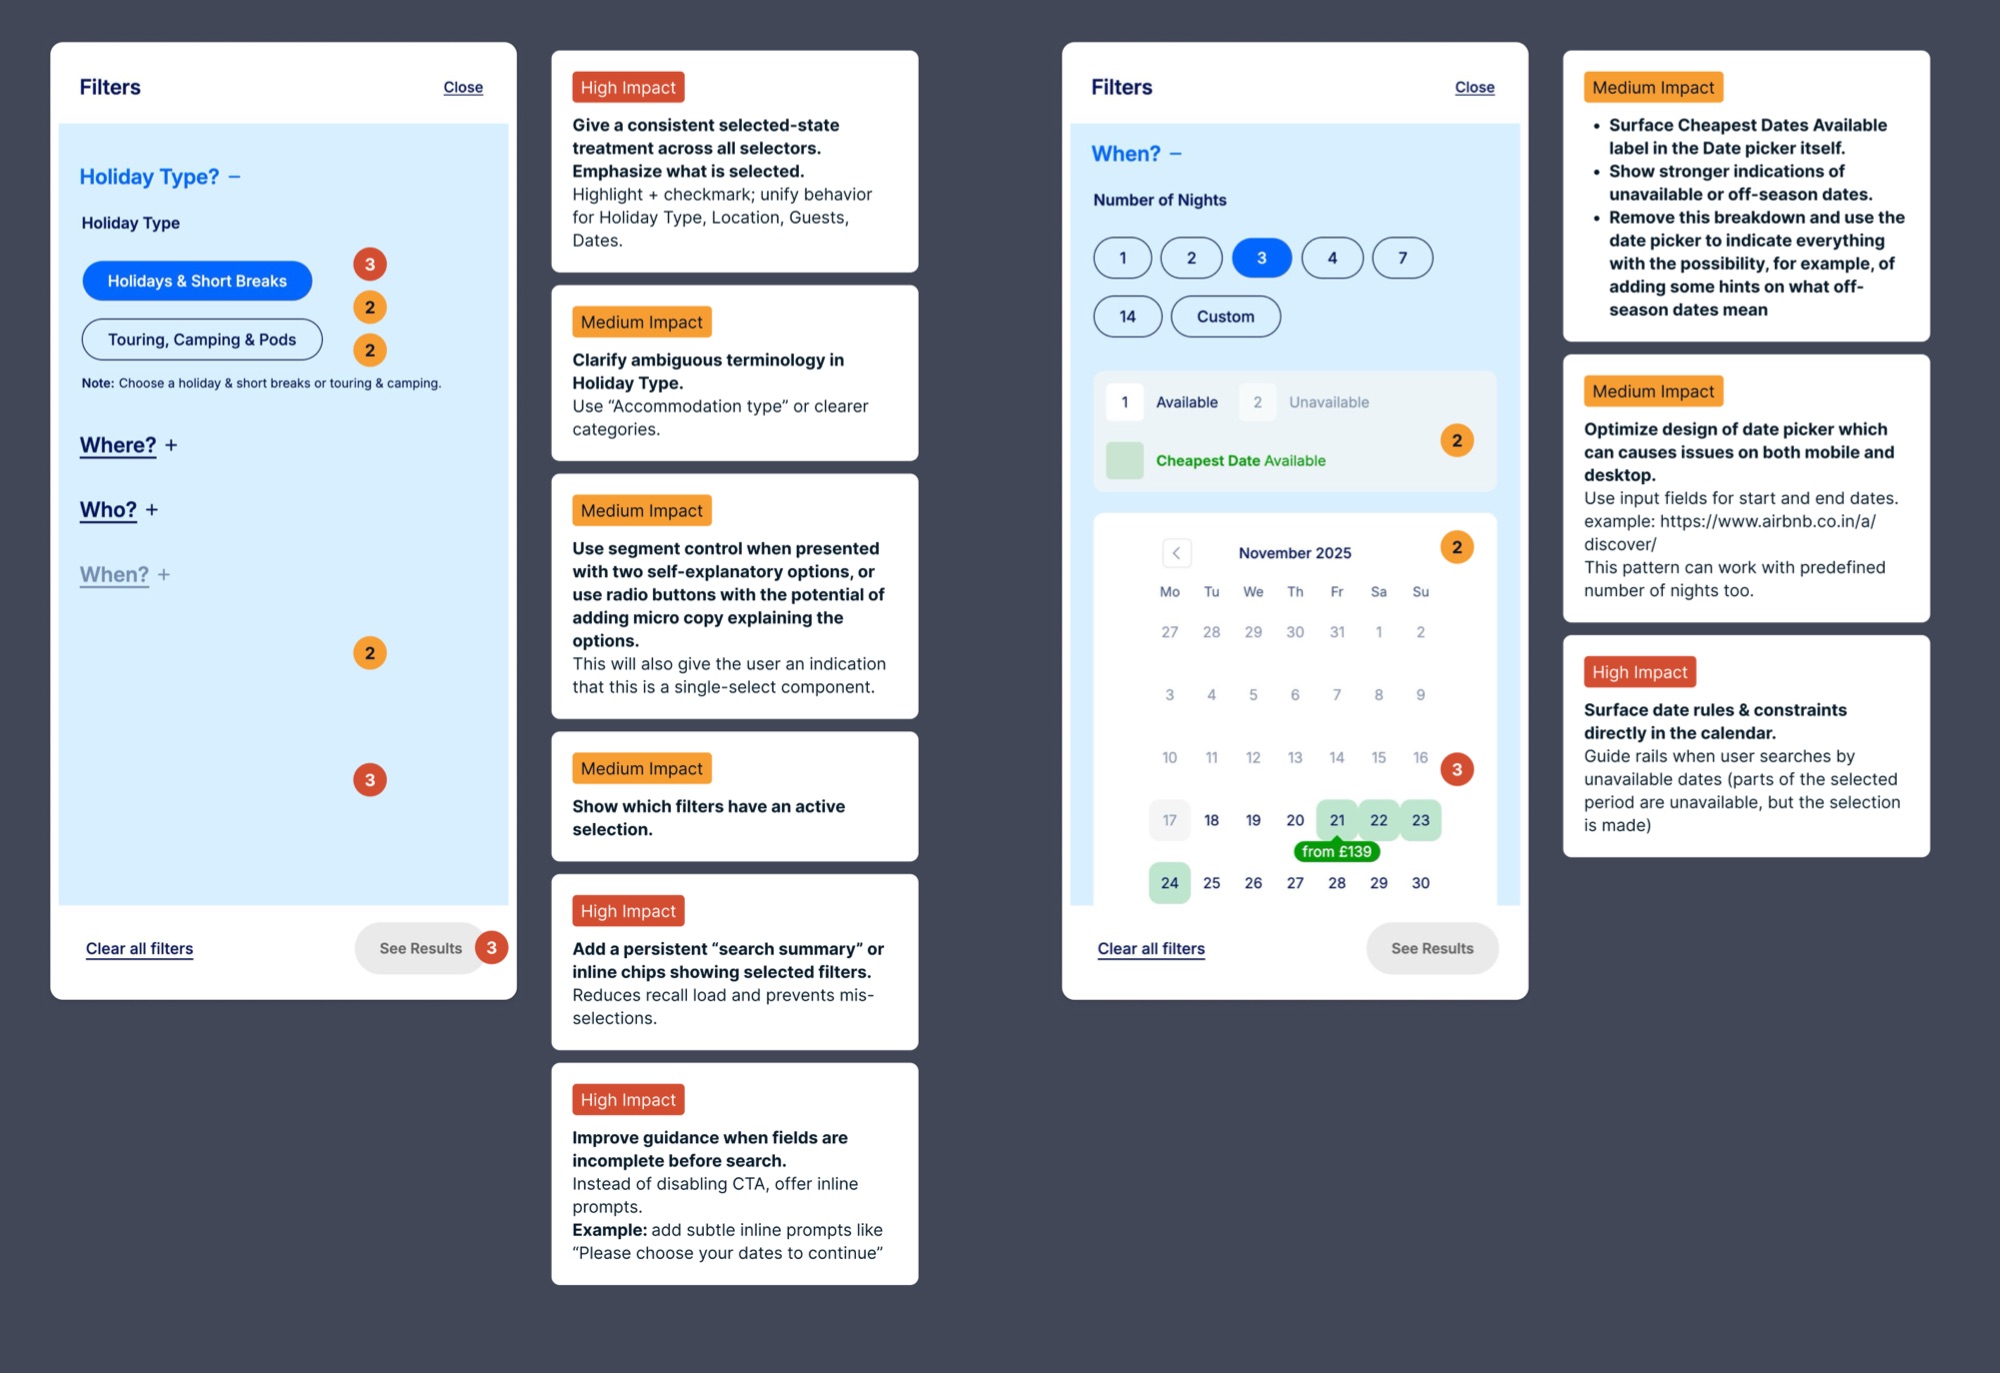 Filters
Close
Holiday Type? −
Holiday Type
Holidays & Short Breaks
3
2
Touring, Camping & Pods
2
Note: Choose a holiday & short breaks or touring & camping.
Where? +
Who? +
When? +
2
3
Clear all filters
See Results
3
High Impact
Give a consistent selected-state
treatment across all selectors.
Emphasize what is selected.
Highlight + checkmark; unify behavior
for Holiday Type, Location, Guests,
Dates.
Medium Impact
Clarify ambiguous terminology in
Holiday Type.
Use “Accommodation type” or clearer
categories.
Medium Impact
Use segment control when presented
with two self-explanatory options, or
use radio buttons with the potential of
adding micro copy explaining the
options.
This will also give the user an indication
that this is a single-select component.
Medium Impact
Show which filters have an active
selection.
High Impact
Add a persistent “search summary” or
inline chips showing selected filters.
Reduces recall load and prevents mis-
selections.
High Impact
Improve guidance when fields are
incomplete before search.
Instead of disabling CTA, offer inline
prompts.
Example: add subtle inline prompts like
“Please choose your dates to continue”
Filters
Close
When? −
Number of Nights
1 2 3 4 7
14 Custom
1 Available 2 Unavailable
2
Cheapest Date Available
November 2025
2
Mo Tu We Th Fr Sa Su
27 28 29 30 31 1 2
3 4 5 6 7 8 9
10 11 12 13 14 15 16
3
17 18 19 20 21 22 23
from £139
24 25 26 27 28 29 30
Clear all filters
See Results
Medium Impact
• Surface Cheapest Dates Available
label in the Date picker itself.
• Show stronger indications of
unavailable or off-season dates.
• Remove this breakdown and use the
date picker to indicate everything
with the possibility, for example, of
adding some hints on what off-
season dates mean
Medium Impact
Optimize design of date picker which
can causes issues on both mobile and
desktop.
Use input fields for start and end dates.
example: https://www.airbnb.co.in/a/
discover/
This pattern can work with predefined
number of nights too.
High Impact
Surface date rules & constraints
directly in the calendar.
Guide rails when user searches by
unavailable dates (parts of the selected
period are unavailable, but the selection
is made)